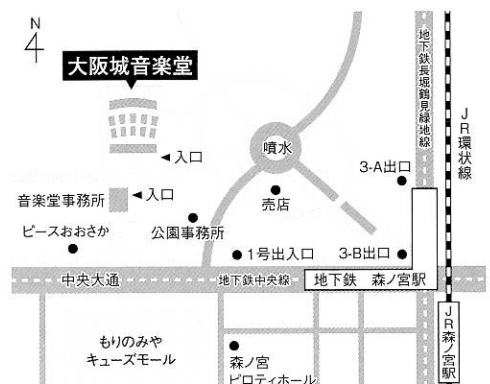 N
大阪城音楽堂
地下鉄長堀鶴見緑地線
JR環状線
噴水
入口
3-A出口
入口
音楽堂事務所
売店
公園事務所
ピースおおさか
1号出入口
3-B出口
中央大通
地下鉄中央線
地下鉄 森ノ宮駅
JR森ノ宮駅
もりのみや
キューズモール
森ノ宮
ピロティホール